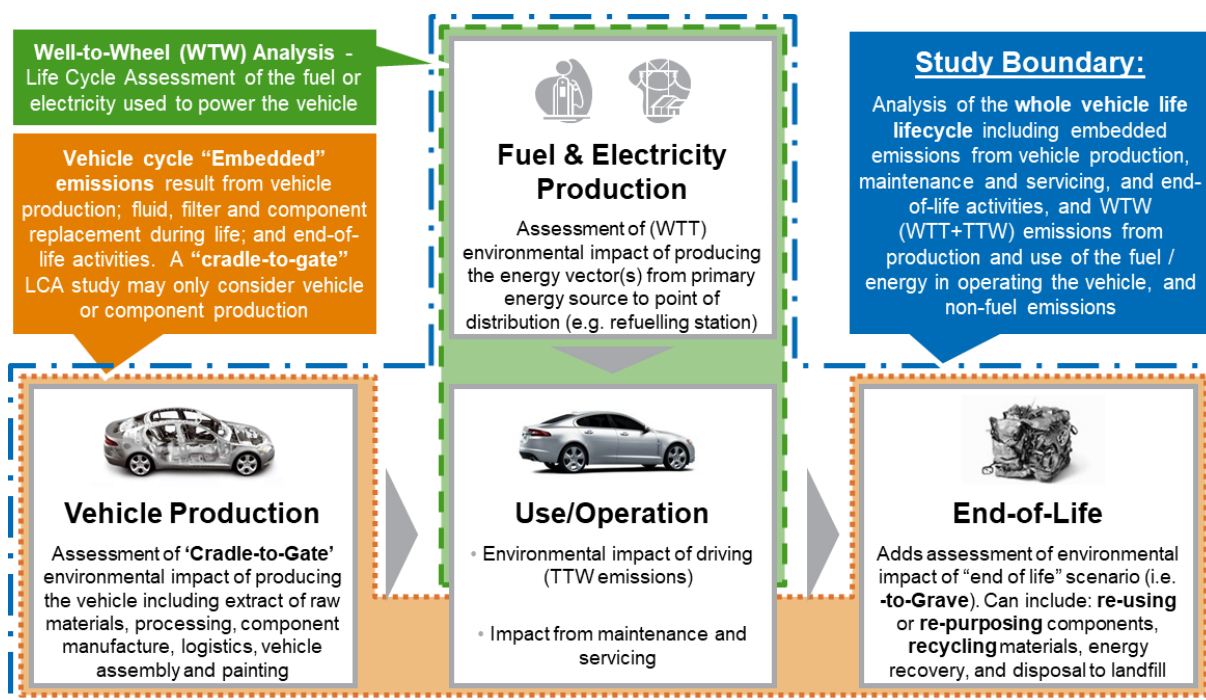 Well-to-Wheel (WTW) Analysis -
Life Cycle Assessment of the fuel or
electricity used to power the vehicle
Vehicle cycle “Embedded”
emissions result from vehicle
production; fluid, filter and component
replacement during life; and end-of-
life activities. A “cradle-to-gate”
LCA study may only consider vehicle
or component production
Fuel & Electricity
Production
Assessment of (WTT)
environmental impact of producing
the energy vector(s) from primary
energy source to point of
distribution (e.g. refuelling station)
Study Boundary:
Analysis of the whole vehicle life
lifecycle including embedded
emissions from vehicle production,
maintenance and servicing, and end-
of-life activities, and WTW
(WTT+TTW) emissions from
production and use of the fuel /
energy in operating the vehicle, and
non-fuel emissions
Vehicle Production
Assessment of ‘Cradle-to-Gate’
environmental impact of producing
the vehicle including extract of raw
materials, processing, component
manufacture, logistics, vehicle
assembly and painting
Use/Operation
• Environmental impact of driving
(TTW emissions)
• Impact from maintenance and
servicing
End-of-Life
Adds assessment of environmental
impact of “end of life” scenario (i.e.
-to-Grave). Can include: re-using
or re-purposing components,
recycling materials, energy
recovery, and disposal to landfill